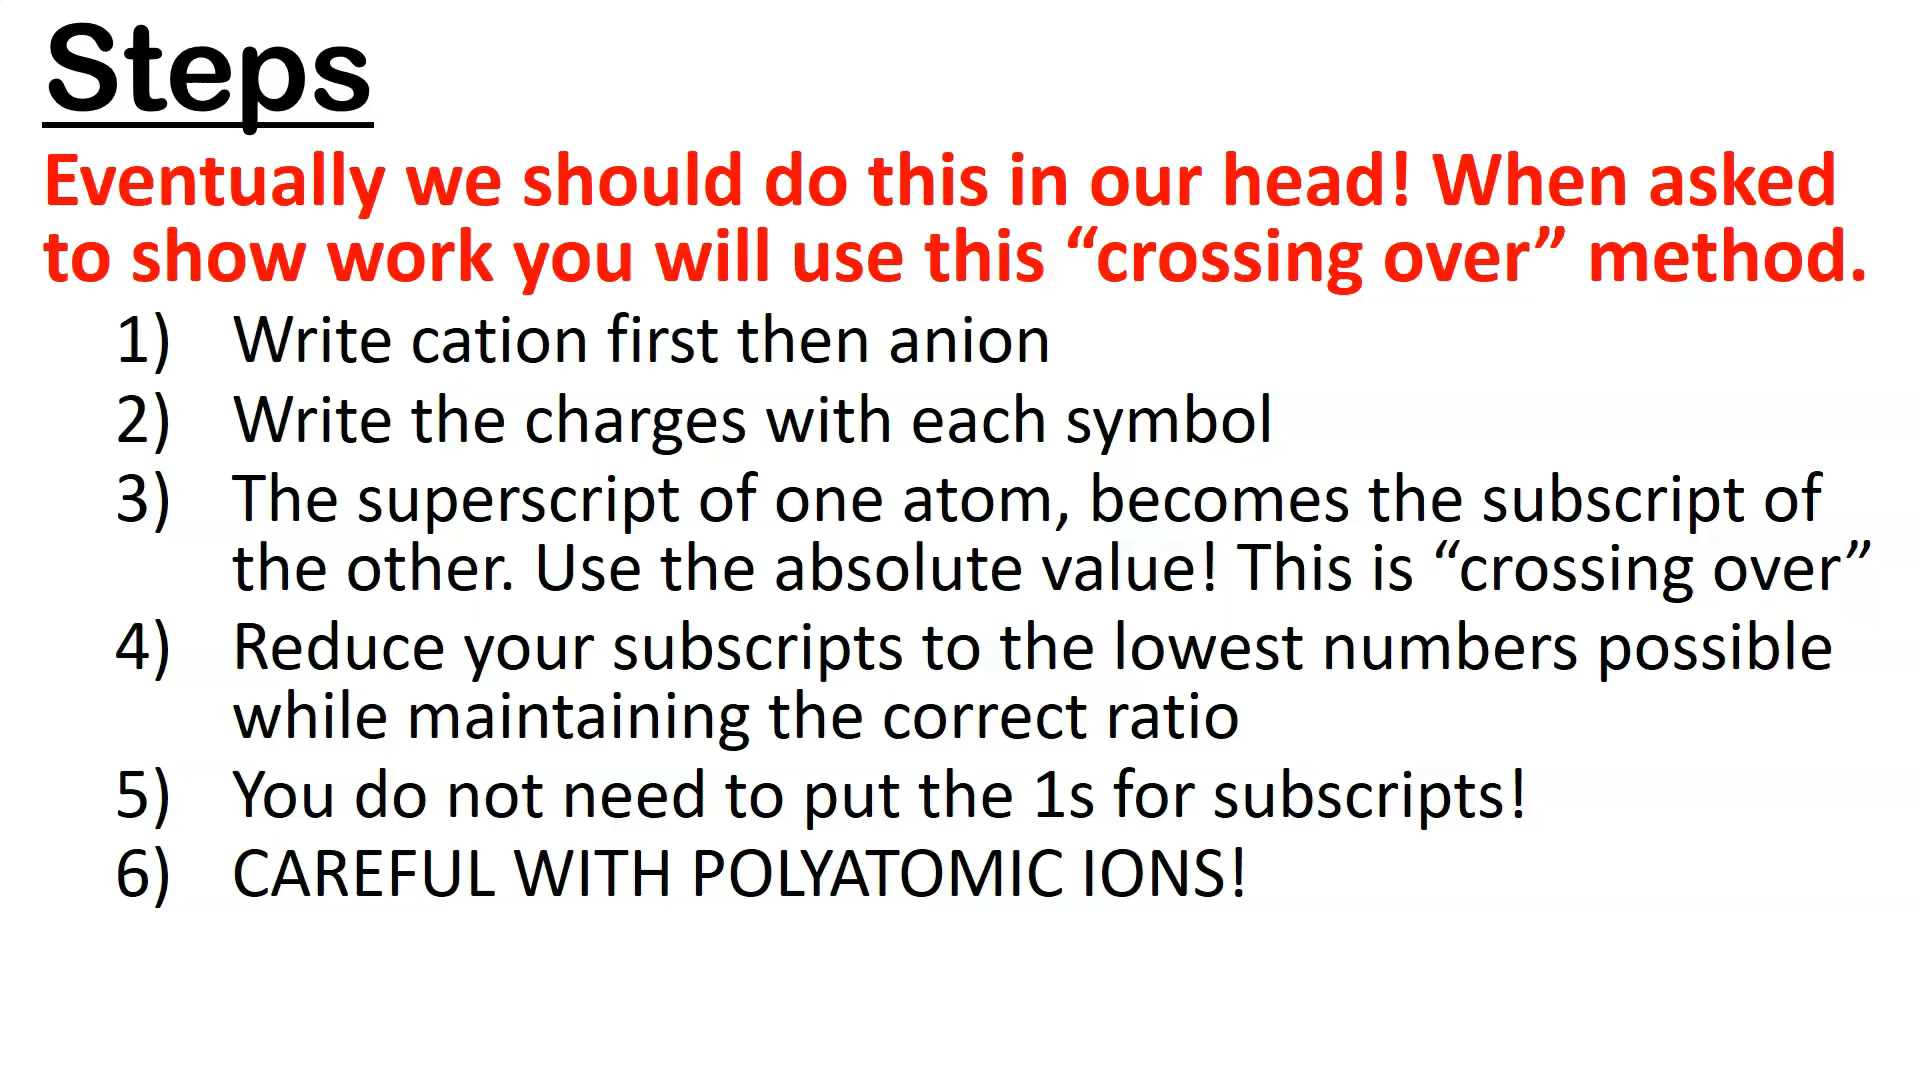 Steps
Eventually we should do this in our head! When asked
to show work you will use this “crossing over” method.
1) Write cation first then anion
2) Write the charges with each symbol
3) The superscript of one atom, becomes the subscript of
the other. Use the absolute value! This is “crossing over”
4) Reduce your subscripts to the lowest numbers possible
while maintaining the correct ratio
5) You do not need to put the 1s for subscripts!
6) CAREFUL WITH POLYATOMIC IONS!